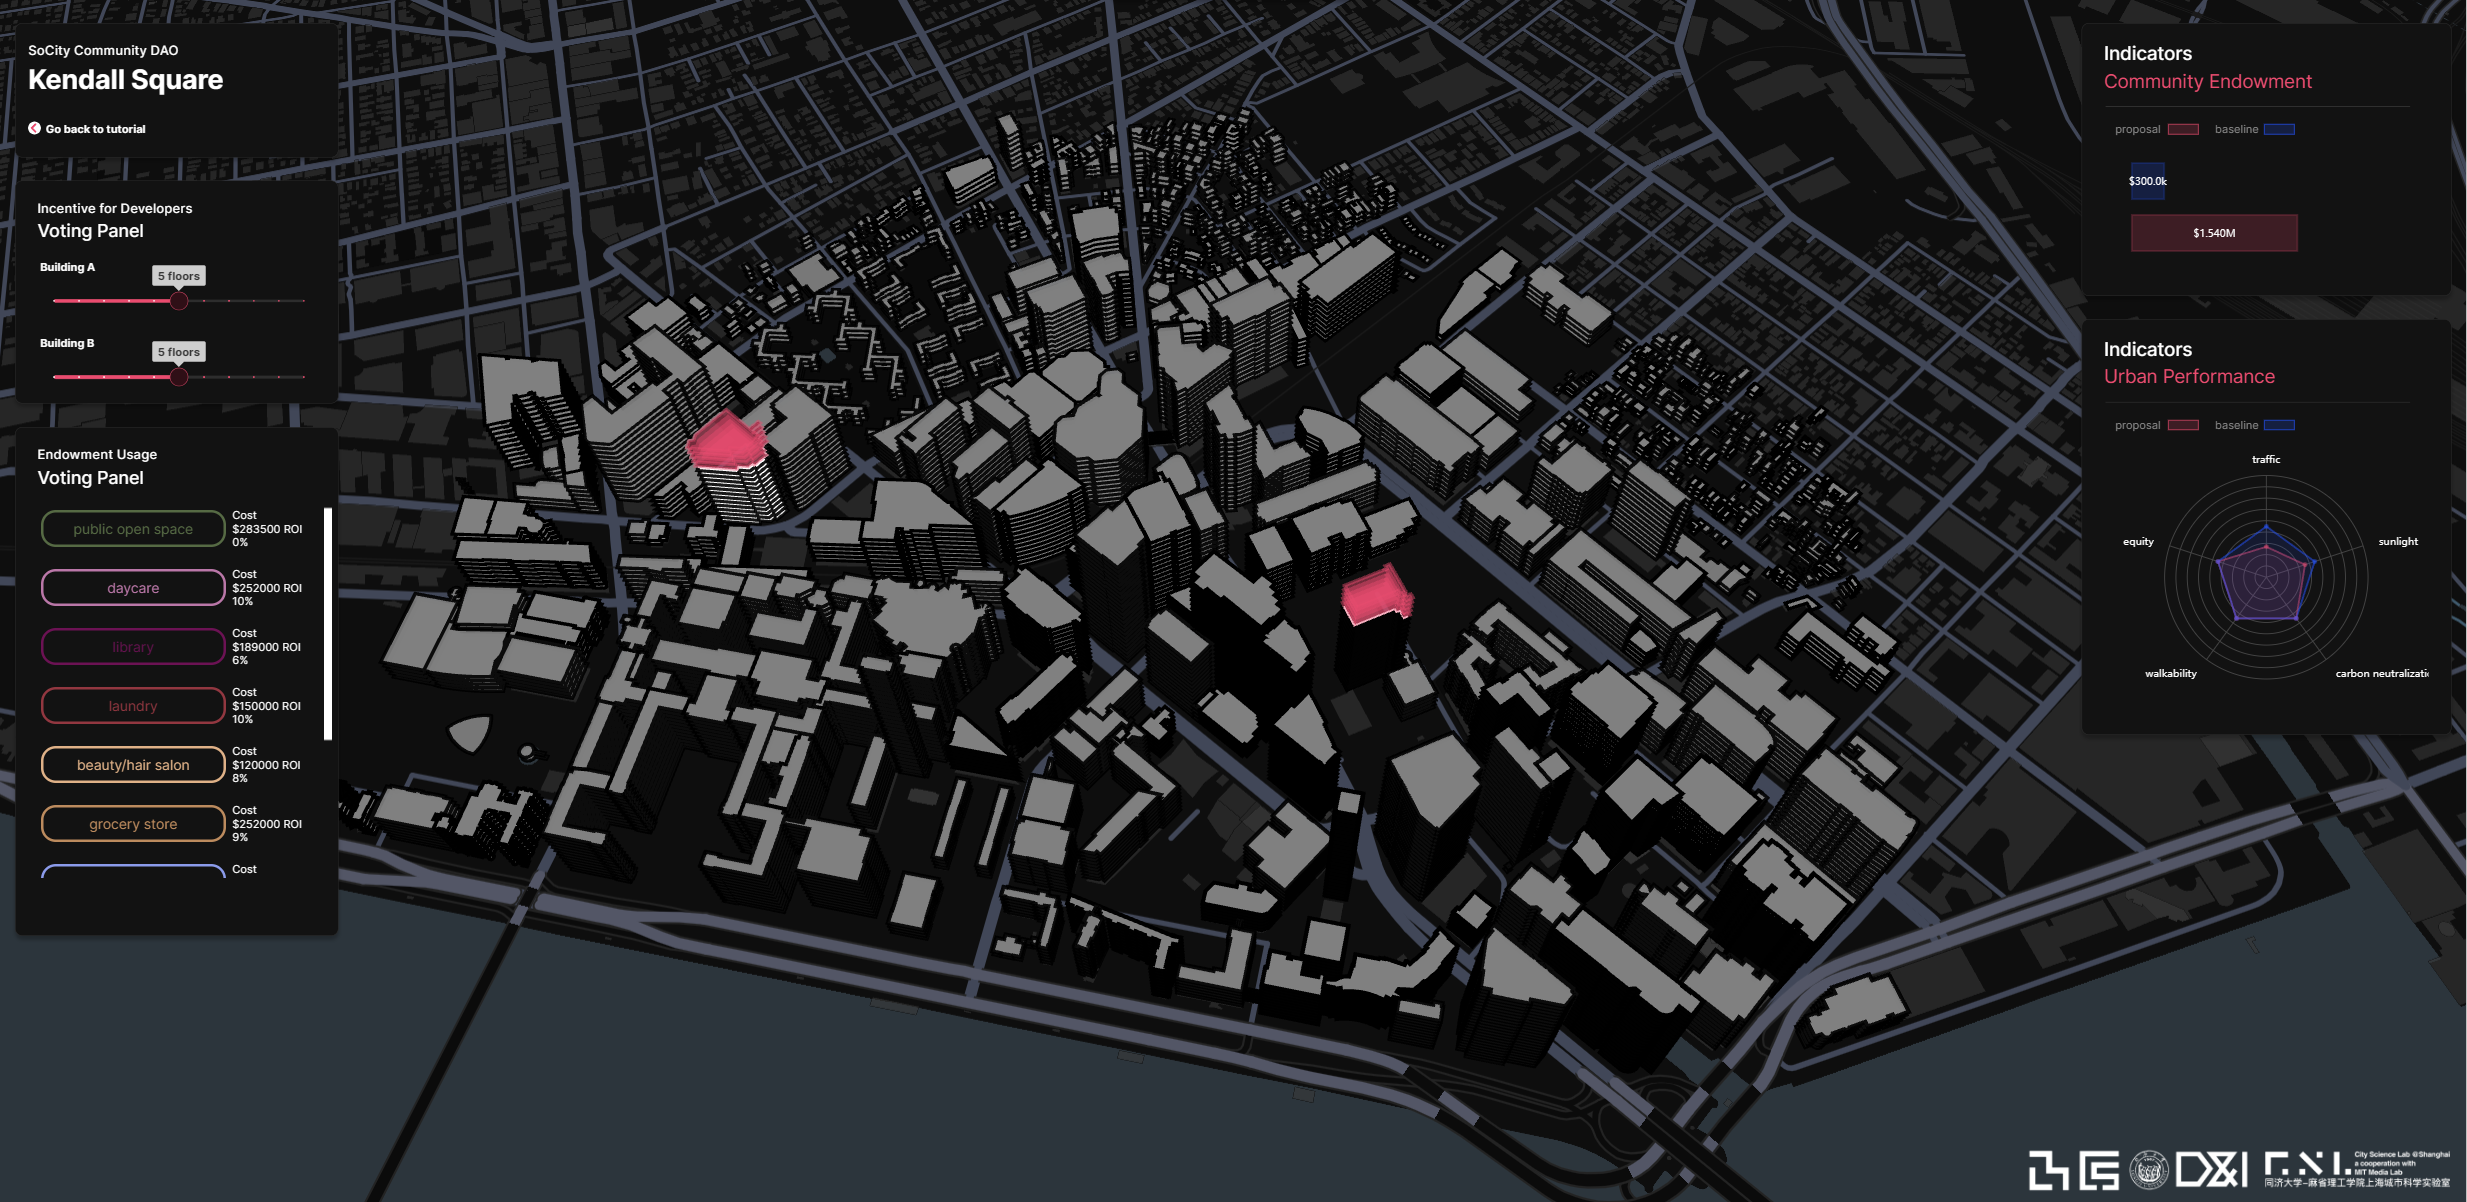 SoCity Community DAO
Kendall Square
Go back to tutorial
Incentive for Developers
Voting Panel
Building A
5 floors
Building B
5 floors
Endowment Usage
Voting Panel
public open space
Cost
$283500 ROI
0%
daycare
Cost
$252000 ROI
10%
library
Cost
$189000 ROI
6%
laundry
Cost
$150000 ROI
10%
beauty/hair salon
Cost
$120000 ROI
8%
grocery store
Cost
$252000 ROI
9%
Cost
Indicators
Community Endowment
proposal
baseline
$300.0k
$1.540M
Indicators
Urban Performance
proposal
baseline
traffic
equity
sunlight
walkability
carbon neutralizati
City Science Lab @Shanghai
a cooperation with
MIT Media Lab
同济大学-麻省理工学院上海城市科学实验室